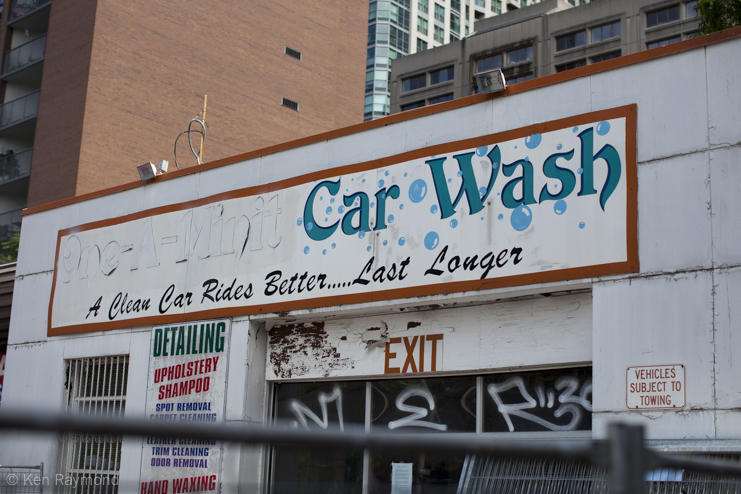 One-A-Minit Car Wash
A Clean Car Rides Better.....Last Longer
DETAILING
UPHOLSTERY
SHAMPOO
SPOT REMOVAL
CARPET CLEANING
LEATHER CLEANING
TRIM CLEANING
ODOR REMOVAL
HAND WAXING
EXIT
VEHICLES
SUBJECT TO
TOWING
© Ken Raymond